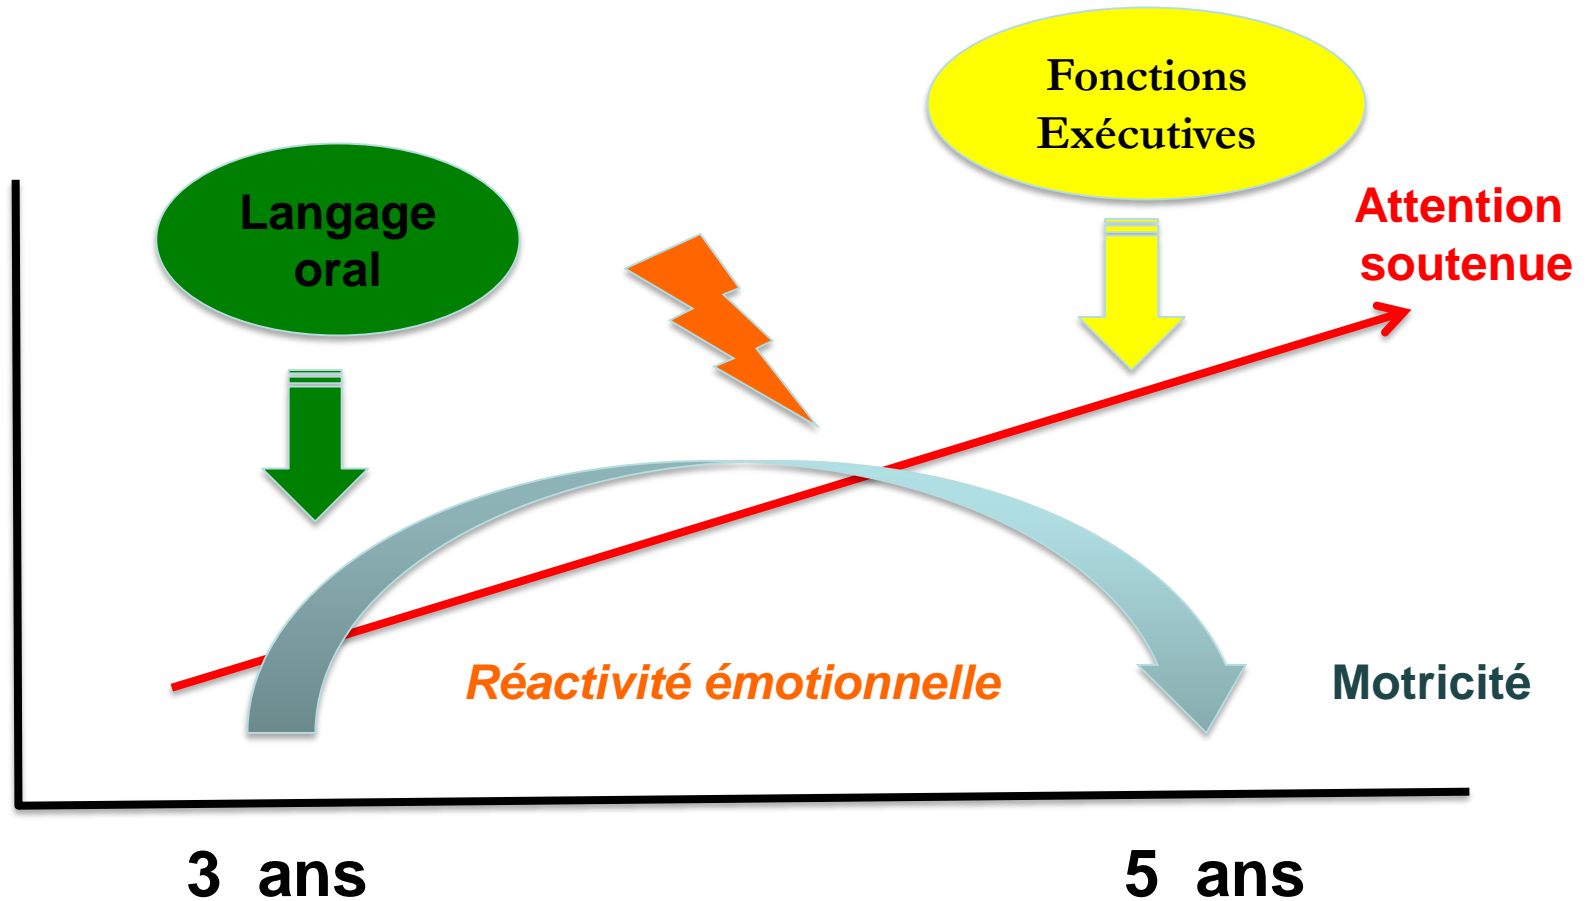 Fonctions
Exécutives
Langage
oral
Attention
soutenue
Réactivité émotionnelle
Motricité
3 ans
5 ans